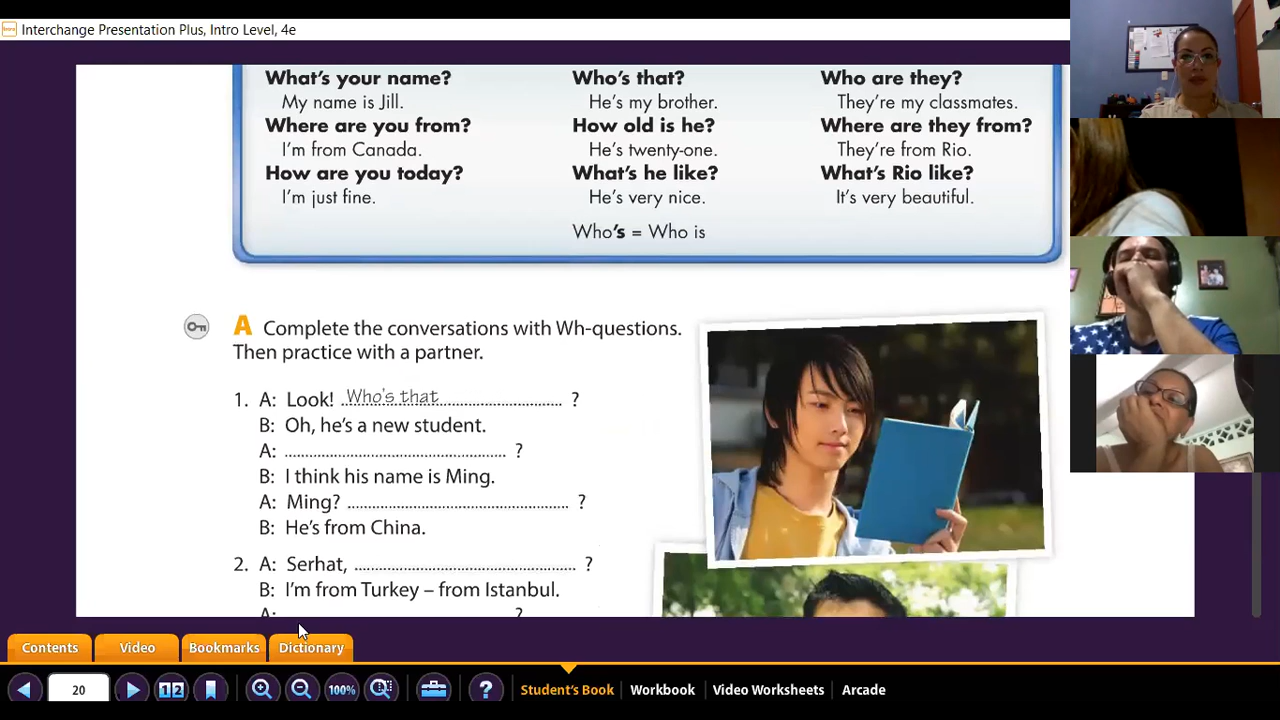 Interchange Presentation Plus, Intro Level, 4e
What's your name?
My name is Jill.
Where are you from?
I'm from Canada.
How are you today?
I'm just fine.
Who's that?
He's my brother.
How old is he?
He's twenty-one.
What's he like?
He's very nice.
Who are they?
They're my classmates.
Where are they from?
They're from Rio.
What's Rio like?
It's very beautiful.
Who's = Who is
A Complete the conversations with Wh-questions.
Then practice with a partner.
1. A: Look! Who's that ?
B: Oh, he's a new student.
A: ?
B: I think his name is Ming.
A: Ming? ?
B: He's from China.
2. A: Serhat, ?
B: I'm from Turkey – from Istanbul.
A: ?
Contents Video Bookmarks Dictionary
20 1 2 100% ? Student's Book Workbook Video Worksheets Arcade